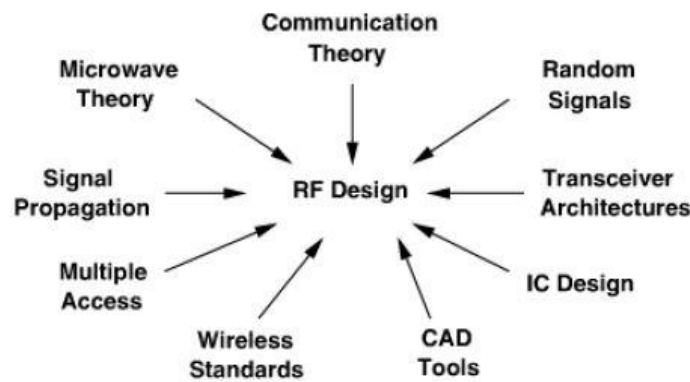 Communication
Theory
Microwave
Theory
Random
Signals
Signal
Propagation
RF Design
Transceiver
Architectures
Multiple
Access
IC Design
Wireless
Standards
CAD
Tools